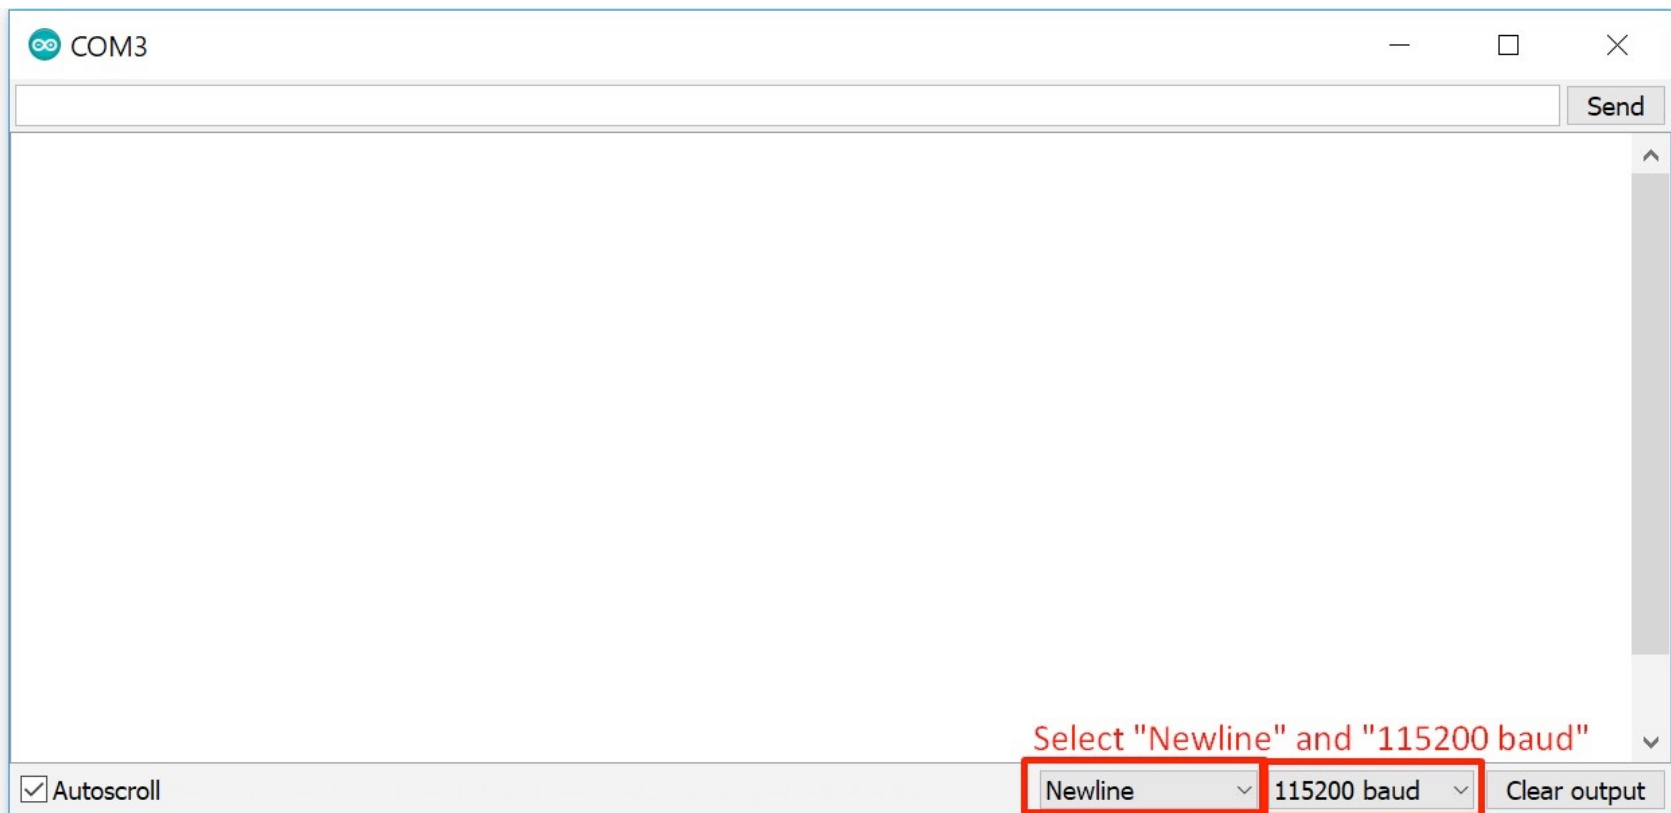 COM3
Send
Select "Newline" and "115200 baud"
Autoscroll Newline 115200 baud Clear output